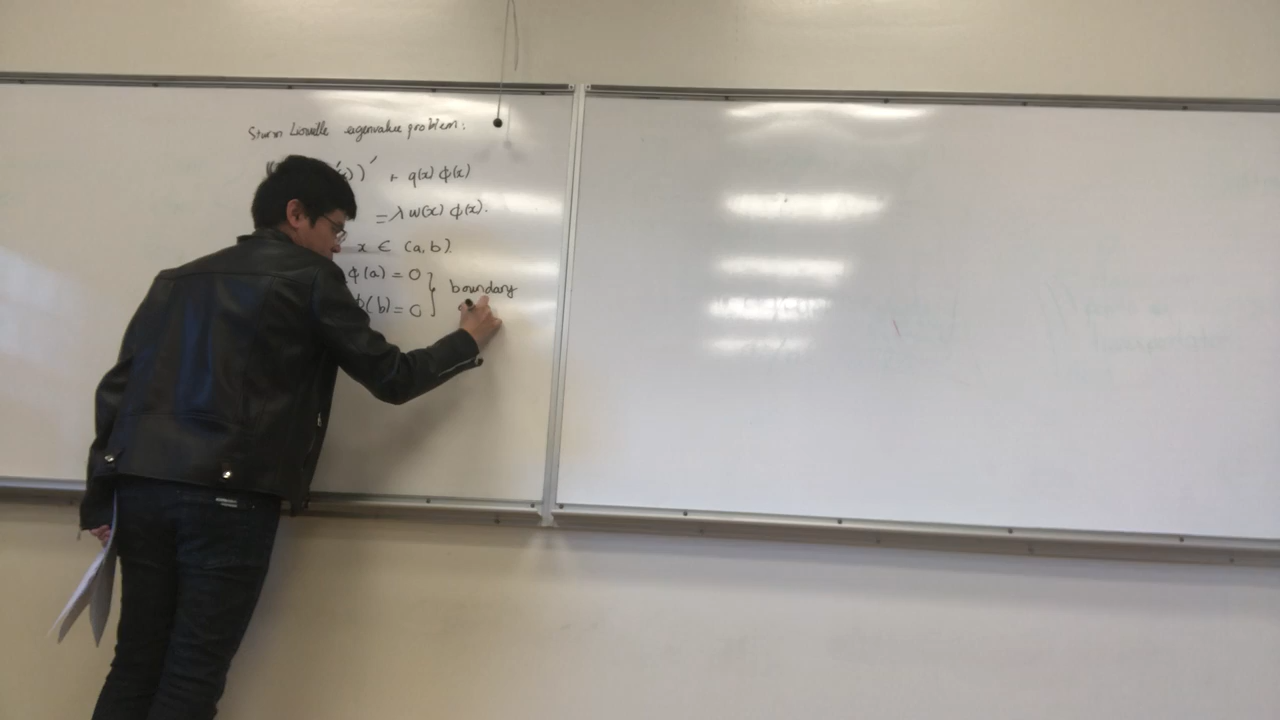 Sturm Liouville eigenvalue problem:
′(x))′ + q(x) ϕ(x)
= λ w(x) ϕ(x).
x ∈ (a, b).
ϕ(a) = 0
ϕ(b) = 0
} boundary